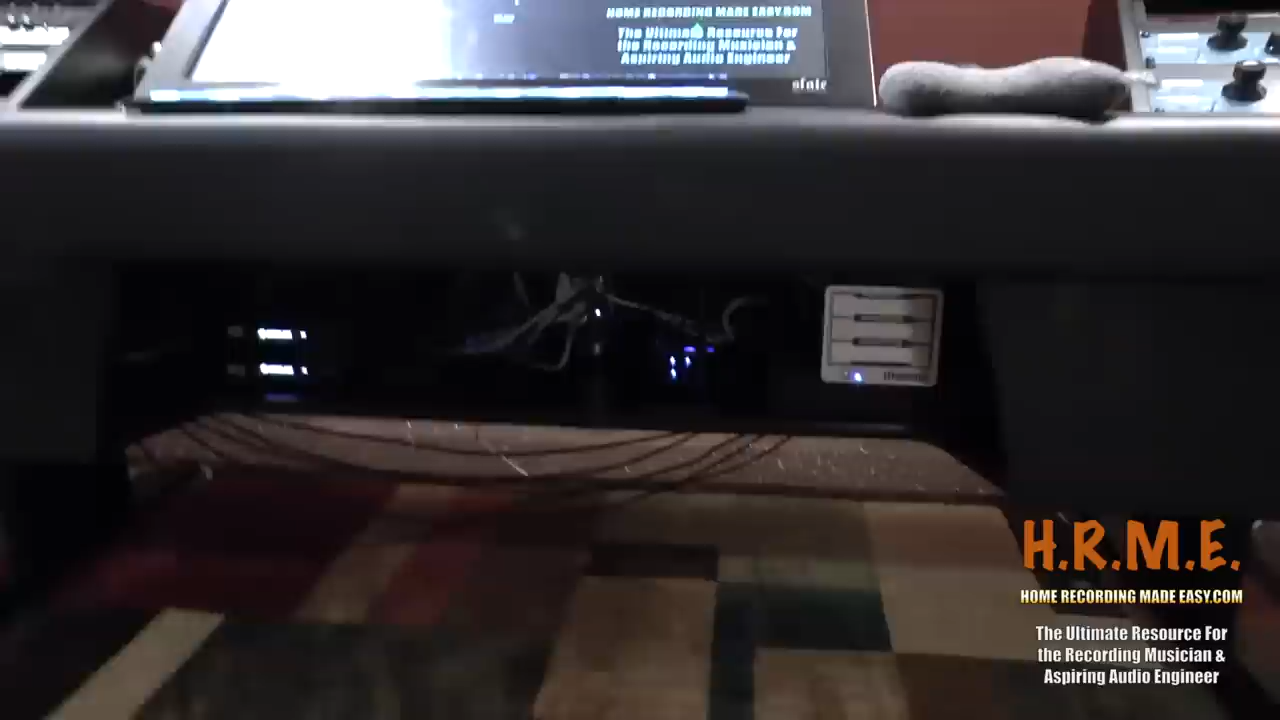 HOME RECORDING MADE EASY.COM
The Ultimate Resource For
the Recording Musician &
Aspiring Audio Engineer
H.R.M.E.
HOME RECORDING MADE EASY.COM
The Ultimate Resource For
the Recording Musician &
Aspiring Audio Engineer